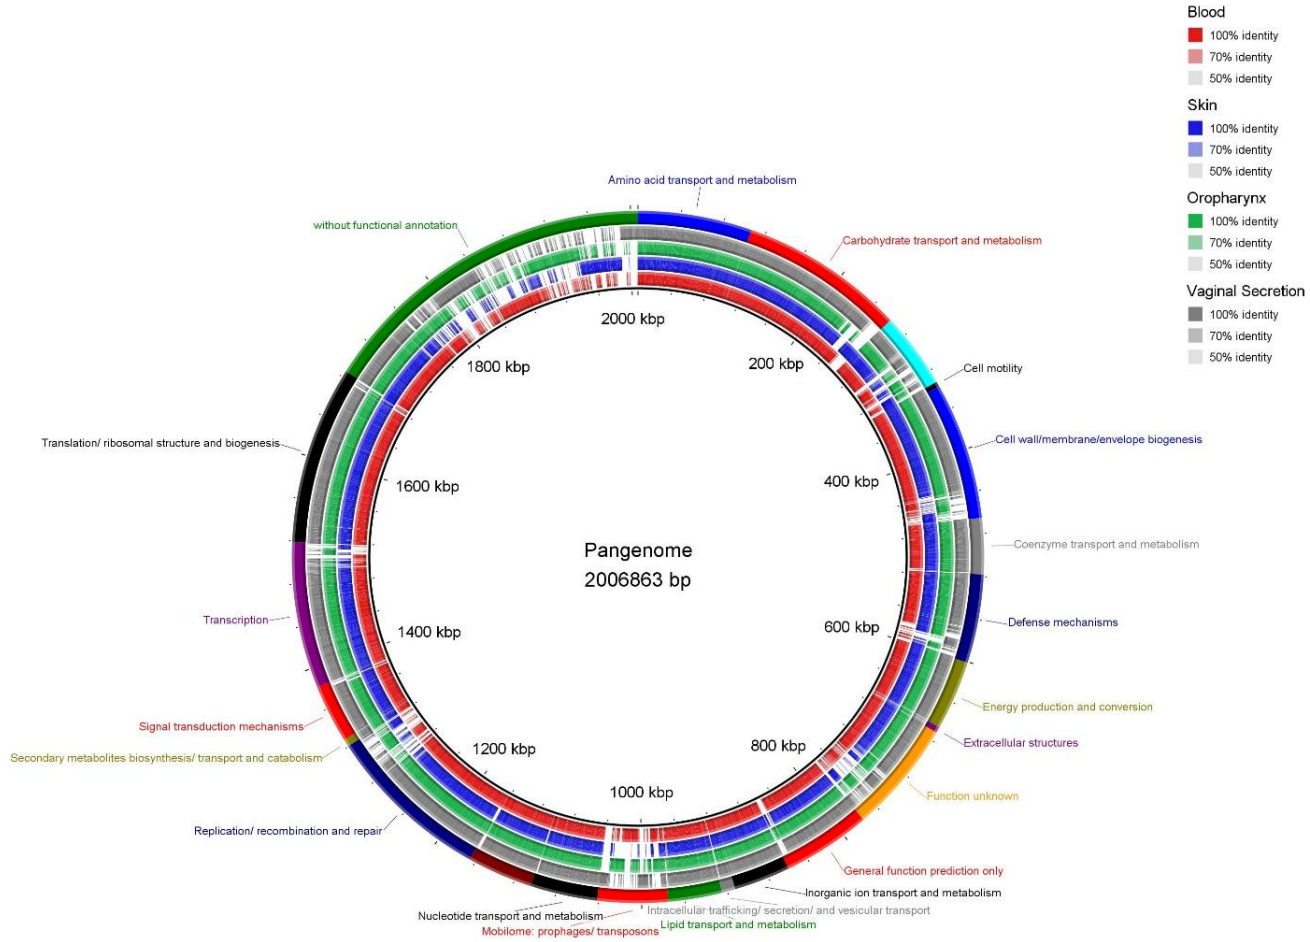 Blood
100% identity
70% identity
50% identity
Skin
100% identity
70% identity
50% identity
Oropharynx
100% identity
70% identity
50% identity
Vaginal Secretion
100% identity
70% identity
50% identity
Amino acid transport and metabolism
without functional annotation
Carbohydrate transport and metabolism
2000 kbp
200
1800 kbp
Cell motility
Translation/ ribosomal structure and biogenesis
Cell wall/membrane/envelope biogenesis
400 kbp
1600 kbp
Pangenome
2006863 bp
Coenzyme transport and metabolism
Transcription
Defense mechanisms
600 kbp
1400 kbp
Energy production and conversion
Signal transduction mechanisms
Extracellular structures
Secondary metabolites biosynthesis/ transport and catabolism
1200 kbp
800 kbp
1000 kbp
Function unknown
Replication/ recombination and repair
General function prediction only
Inorganic ion transport and metabolism
Intracellular trafficking/ secretion/ and vesicular transport
Nucleotide transport and metabolism
Lipid transport and metabolism
Mobilome: prophages/ transposons